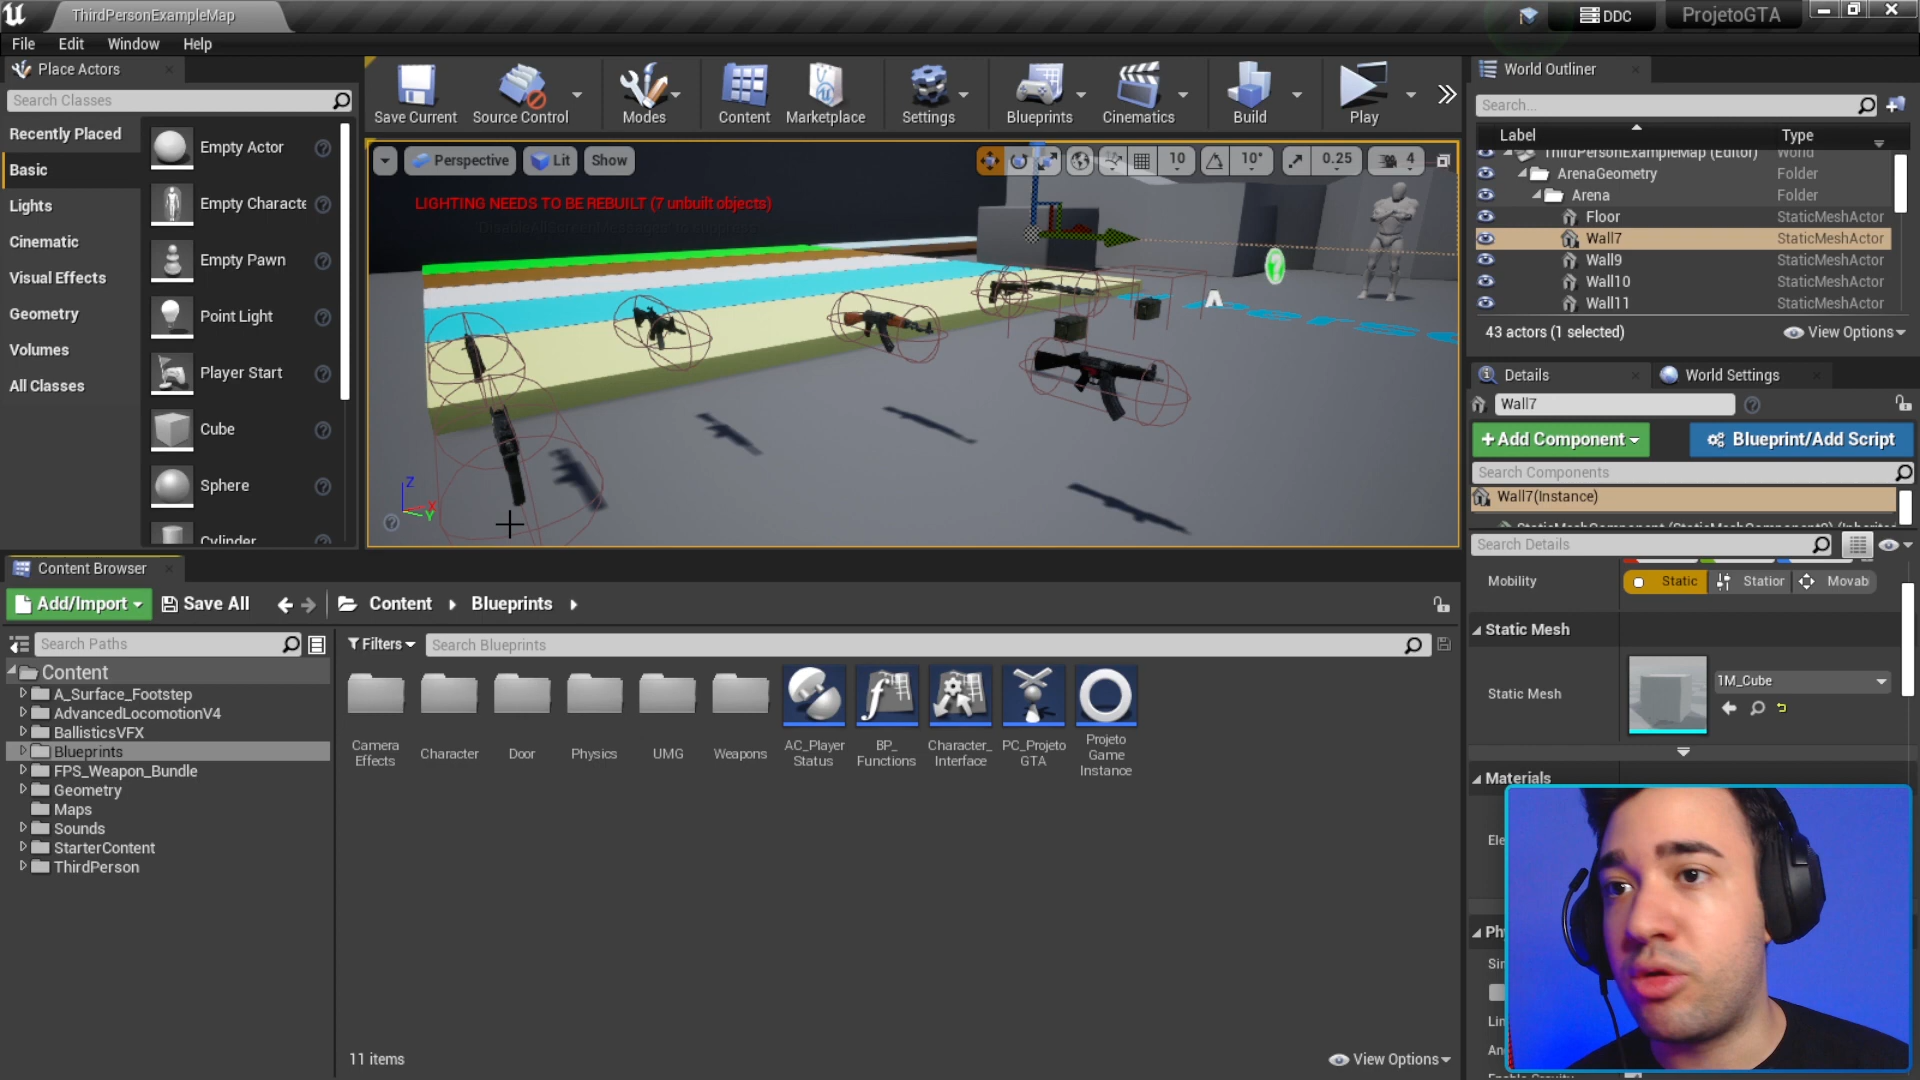 ThirdPersonExampleMap
DDC
ProjetoGTA
File Edit Window Help
Place Actors
Search Classes
Recently Placed
Basic
Lights
Cinematic
Visual Effects
Geometry
Volumes
All Classes
Empty Actor
Empty Characte
Empty Pawn
Point Light
Player Start
Cube
Sphere
Cylinder
Save Current
Source Control
Modes
Content
Marketplace
Settings
Blueprints
Cinematics
Build
Play
Perspective
Lit
Show
10
10°
0.25
4
LIGHTING NEEDS TO BE REBUILT (7 unbuilt objects)
Z
X
Y
World Outliner
Search...
Label Type
ThirdPersonExampleMap (Editor) World
ArenaGeometry Folder
Arena Folder
Floor StaticMeshActor
Wall7 StaticMeshActor
Wall9 StaticMeshActor
Wall10 StaticMeshActor
Wall11 StaticMeshActor
43 actors (1 selected)
View Options
Details
World Settings
Wall7
+Add Component
Blueprint/Add Script
Search Components
Wall7(Instance)
Search Details
Mobility
Static
Station
Movab
Static Mesh
Static Mesh
1M_Cube
Materials
Ele
Ph
Sin
Lin
An
Content Browser
Add/Import
Save All
Content
Blueprints
Search Paths
Filters
Search Blueprints
Content
A_Surface_Footstep
AdvancedLocomotionV4
BallisticsVFX
Blueprints
FPS_Weapon_Bundle
Geometry
Maps
Sounds
StarterContent
ThirdPerson
Camera
Effects
Character
Door
Physics
UMG
Weapons
AC_Player
Status
BP_
Functions
Character_
Interface
PC_Projeto
GTA
Projeto
Game
Instance
11 items
View Options